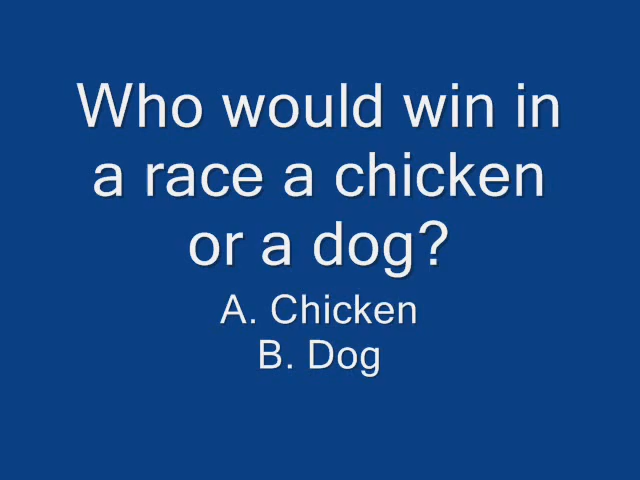 Who would win in
a race a chicken
or a dog?
A. Chicken
B. Dog